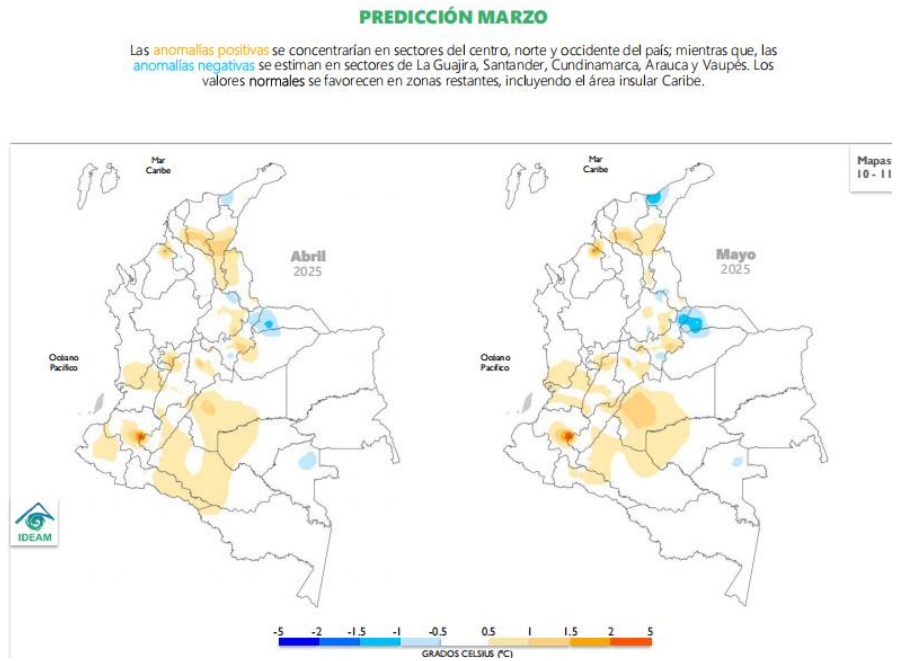 PREDICCIÓN MARZO
Las anomalías positivas se concentrarían en sectores del centro, norte y occidente del país; mientras que, las
anomalías negativas se estiman en sectores de La Guajira, Santander, Cundinamarca, Arauca y Vaupés. Los
valores normales se favorecen en zonas restantes, incluyendo el área insular Caribe.
Mar
Caribe
Mar
Caribe
Mapas
10 - 11
Abril
2025
Mayo
2025
Océano
Pacífico
Océano
Pacífico
IDEAM
-5 -2 -1.5 -1 -0.5 0.5 1 1.5 2 5
GRADOS CELSIUS (°C)